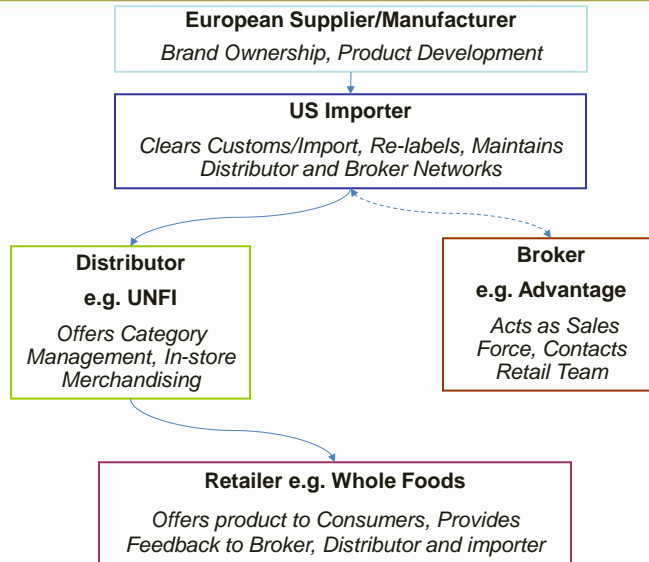 European Supplier/Manufacturer
Brand Ownership, Product Development
US Importer
Clears Customs/Import, Re-labels, Maintains
Distributor and Broker Networks
Distributor
e.g. UNFI
Offers Category
Management, In-store
Merchandising
Broker
e.g. Advantage
Acts as Sales
Force, Contacts
Retail Team
Retailer e.g. Whole Foods
Offers product to Consumers, Provides
Feedback to Broker, Distributor and importer